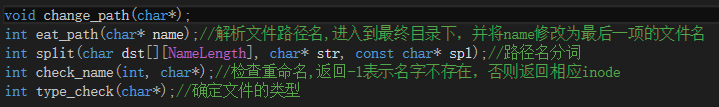 void change_path(char*);
int eat_path(char* name);//解析文件路径名,进入到最终目录下，并将name修改为最后一项的文件名
int split(char dst[][NameLength], char* str, const char* spl);//路径名分词
int check_name(int, char*);//检查重命名,返回-1表示名字不存在，否则返回相应inode
int type_check(char*);//确定文件的类型